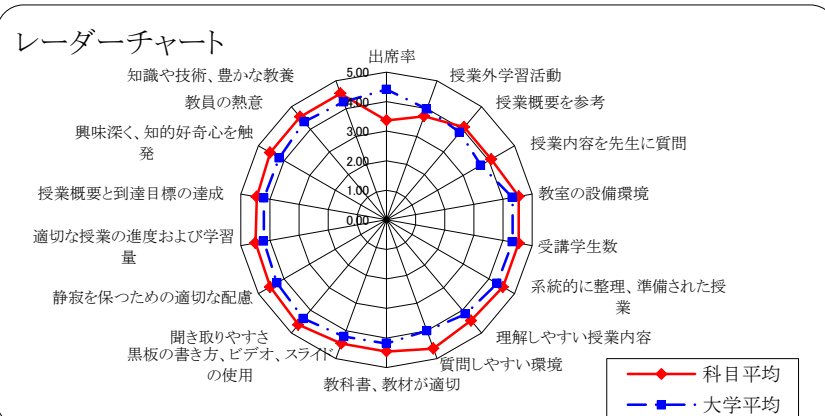 レーダーチャート
出席率
授業外学習活動
授業概要を参考
授業内容を先生に質問
教室の設備環境
受講学生数
系統的に整理、準備された授
業
理解しやすい授業内容
質問しやすい環境
教科書、教材が適切
黒板の書き方、ビデオ、スライド
の使用
聞き取りやすさ
静寂を保つための適切な配慮
適切な授業の進度および学習
量
授業概要と到達目標の達成
興味深く、知的好奇心を触
発
教員の熱意
知識や技術、豊かな教養
5.00
4.00
3.00
2.00
1.00
0.00
科目平均
大学平均